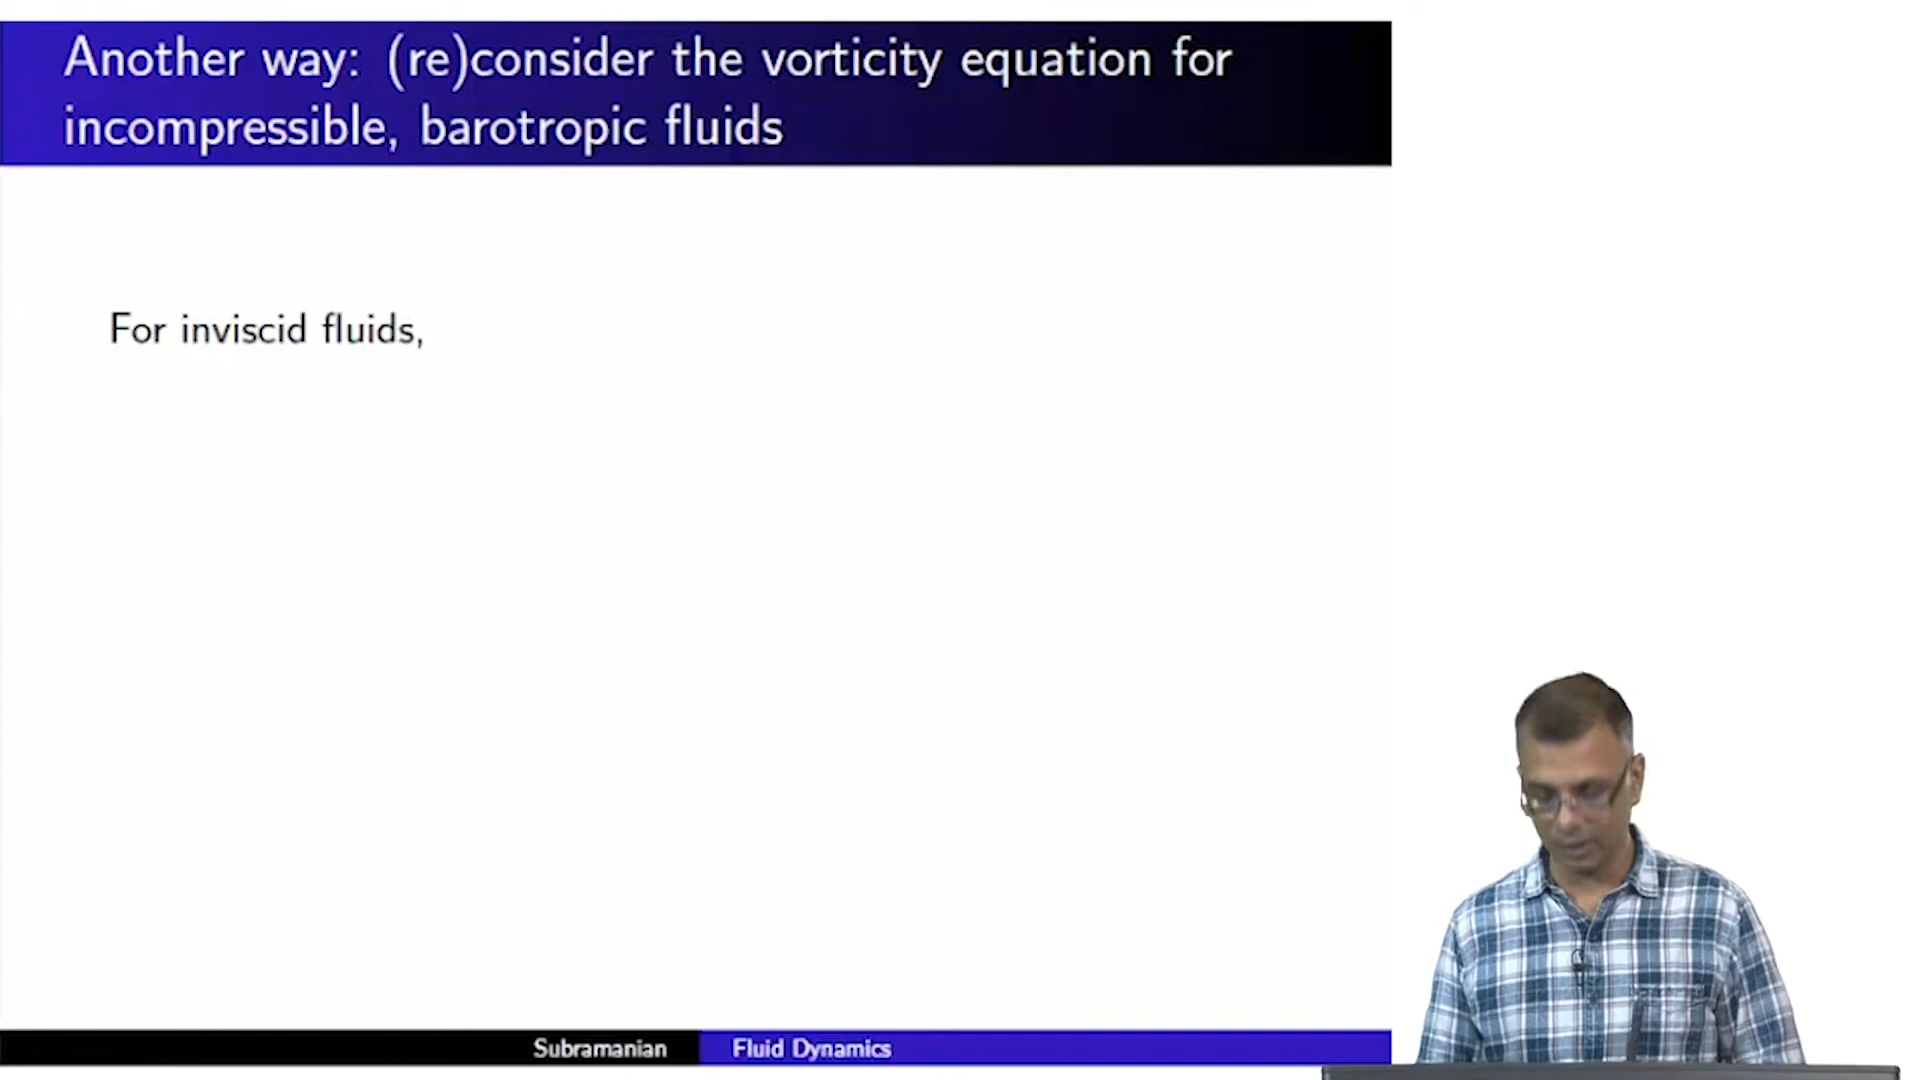 Another way: (re)consider the vorticity equation for
incompressible, barotropic fluids
For inviscid fluids,
Subramanian
Fluid Dynamics